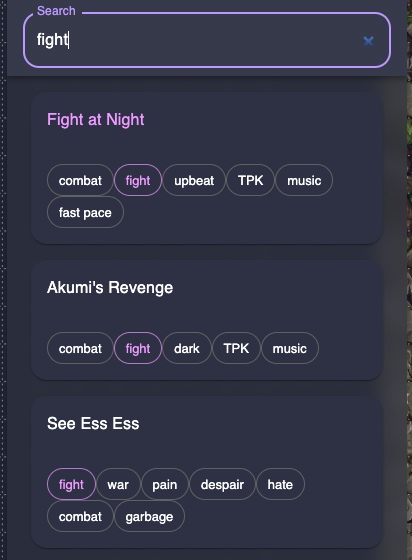 Search
fight
Fight at Night
combat fight upbeat TPK music
fast pace
Akumi's Revenge
combat fight dark TPK music
See Ess Ess
fight war pain despair hate
combat garbage